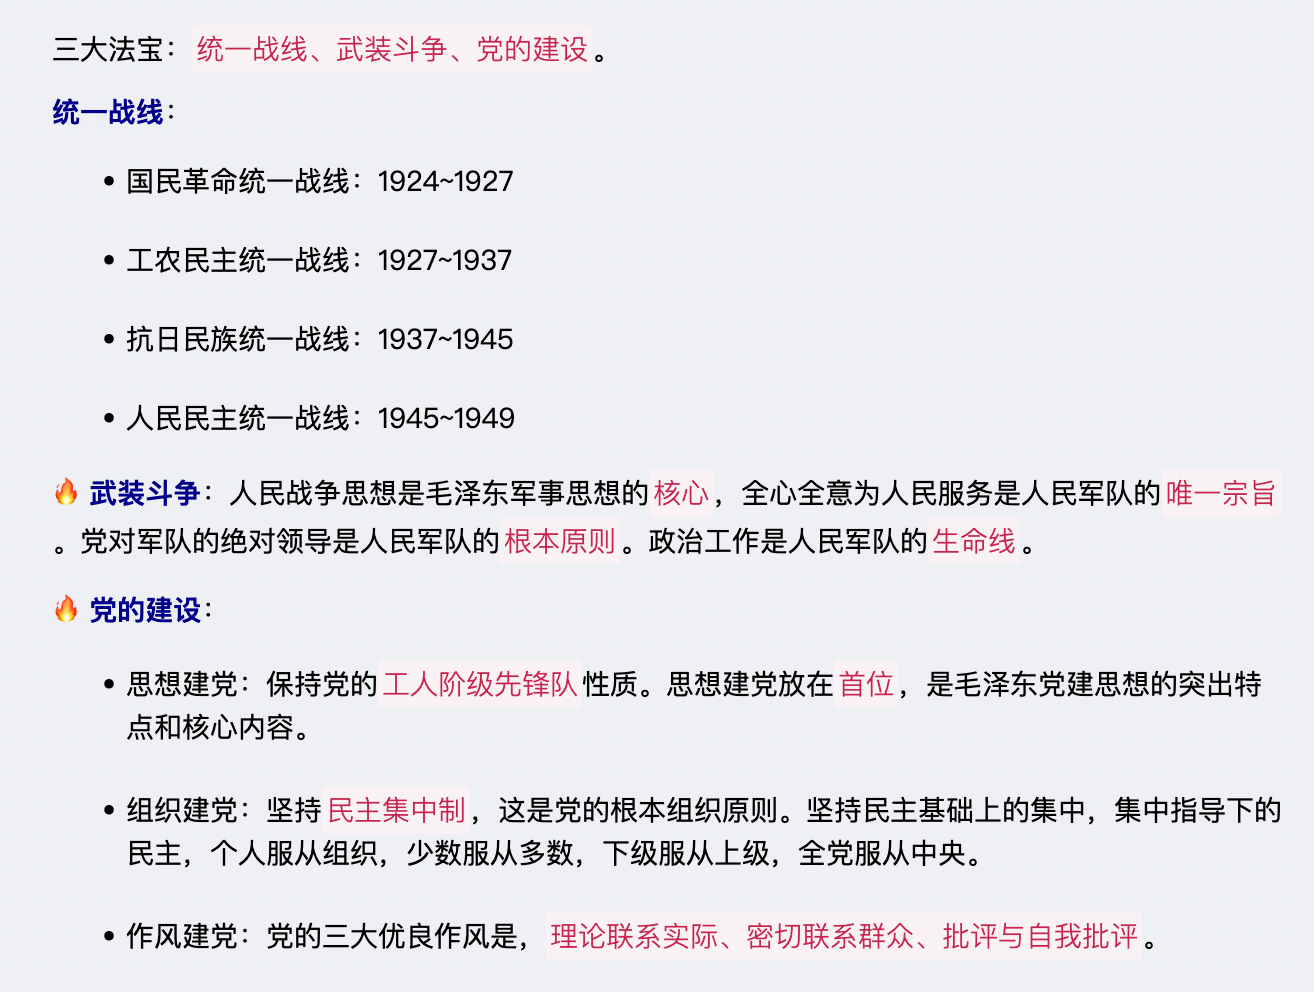 三大法宝：统一战线、武装斗争、党的建设。
统一战线：
• 国民革命统一战线：1924~1927
• 工农民主统一战线：1927~1937
• 抗日民族统一战线：1937~1945
• 人民民主统一战线：1945~1949
🔥 武装斗争：人民战争思想是毛泽东军事思想的核心，全心全意为人民服务是人民军队的唯一宗旨
。党对军队的绝对领导是人民军队的根本原则。政治工作是人民军队的生命线。
🔥 党的建设：
• 思想建党：保持党的工人阶级先锋队性质。思想建党放在首位，是毛泽东党建思想的突出特
点和核心内容。
• 组织建党：坚持民主集中制，这是党的根本组织原则。坚持民主基础上的集中，集中指导下的
民主，个人服从组织，少数服从多数，下级服从上级，全党服从中央。
• 作风建党：党的三大优良作风是，理论联系实际、密切联系群众、批评与自我批评。